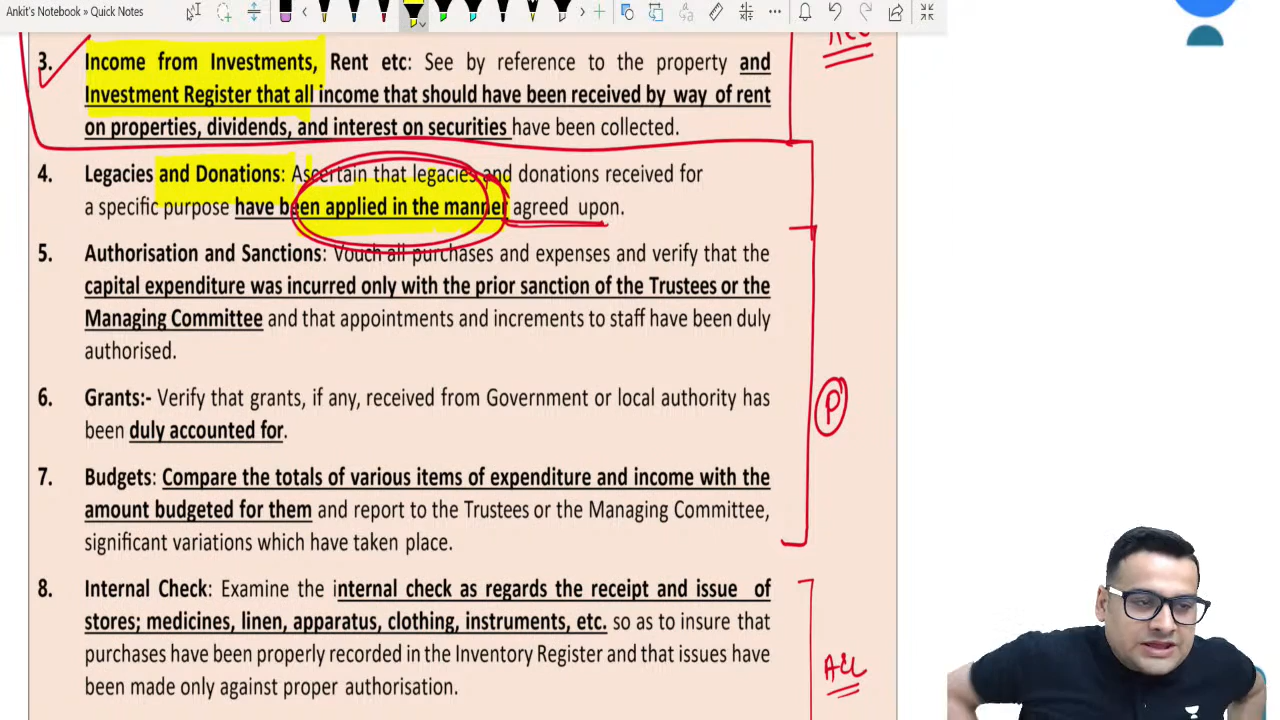 Ankit's Notebook » Quick Notes
Acc
3. Income from Investments, Rent etc: See by reference to the property and
Investment Register that all income that should have been received by way of rent
on properties, dividends, and interest on securities have been collected.
4. Legacies and Donations: Ascertain that legacies and donations received for
a specific purpose have been applied in the manner agreed upon.
5. Authorisation and Sanctions: Vouch all purchases and expenses and verify that the
capital expenditure was incurred only with the prior sanction of the Trustees or the
Managing Committee and that appointments and increments to staff have been duly
authorised.
P
6. Grants:- Verify that grants, if any, received from Government or local authority has
been duly accounted for.
7. Budgets: Compare the totals of various items of expenditure and income with the
amount budgeted for them and report to the Trustees or the Managing Committee,
significant variations which have taken place.
8. Internal Check: Examine the internal check as regards the receipt and issue of
stores; medicines, linen, apparatus, clothing, instruments, etc. so as to insure that
purchases have been properly recorded in the Inventory Register and that issues have
Acc
been made only against proper authorisation.